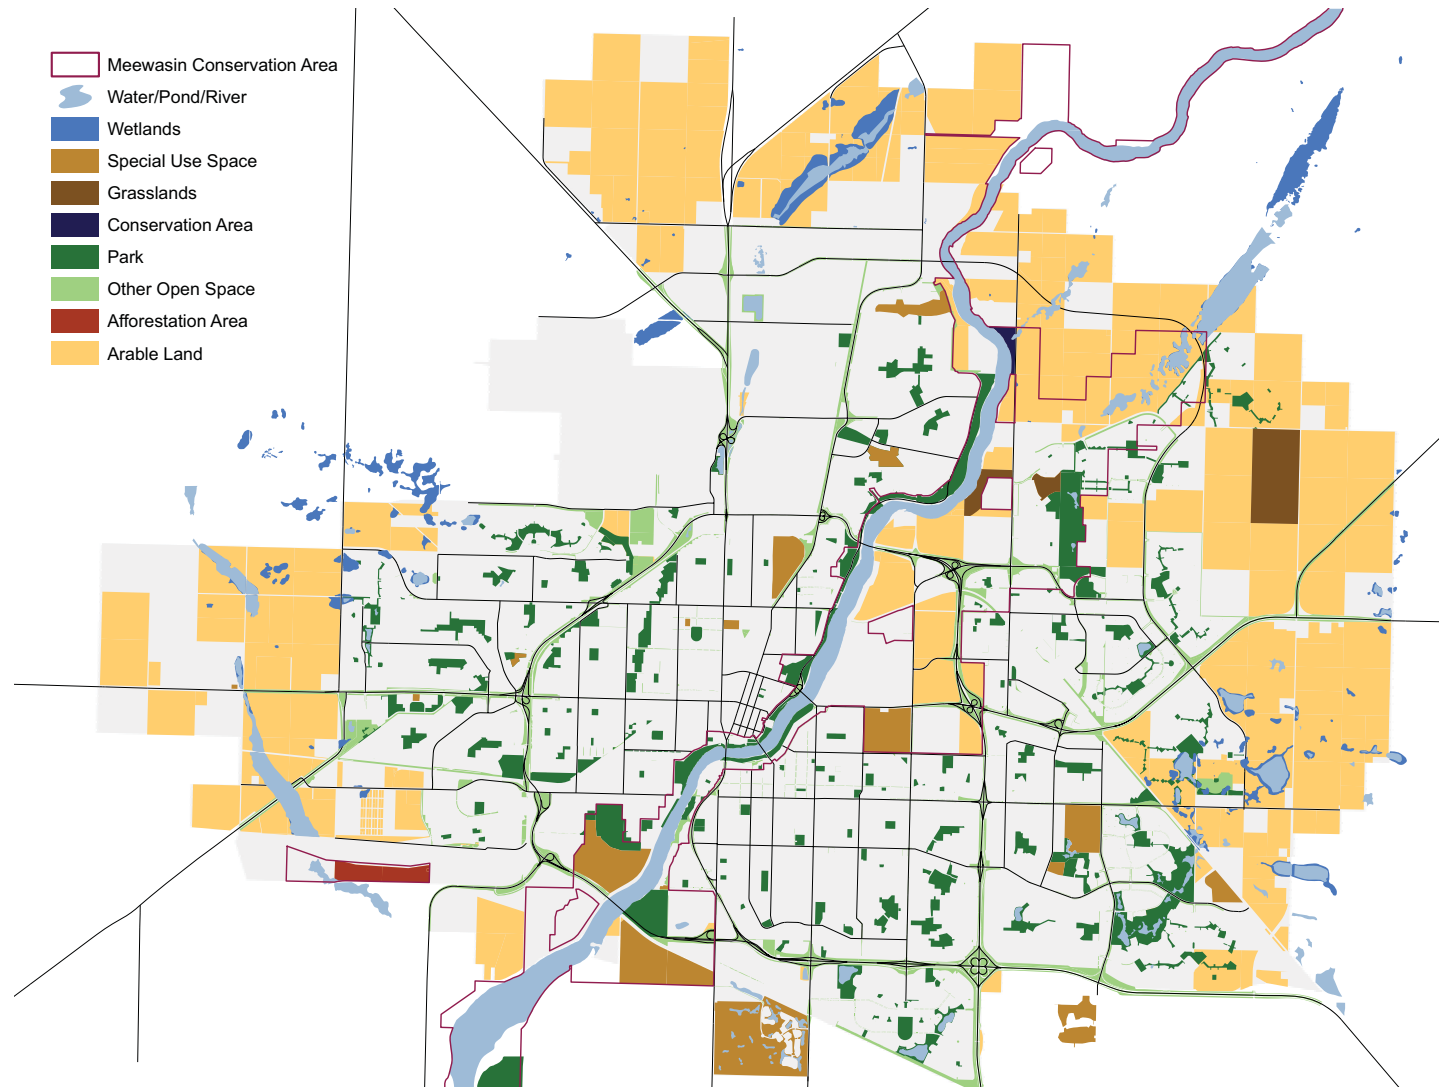 Meewasin Conservation Area
Water/Pond/River
Wetlands
Special Use Space
Grasslands
Conservation Area
Park
Other Open Space
Afforestation Area
Arable Land